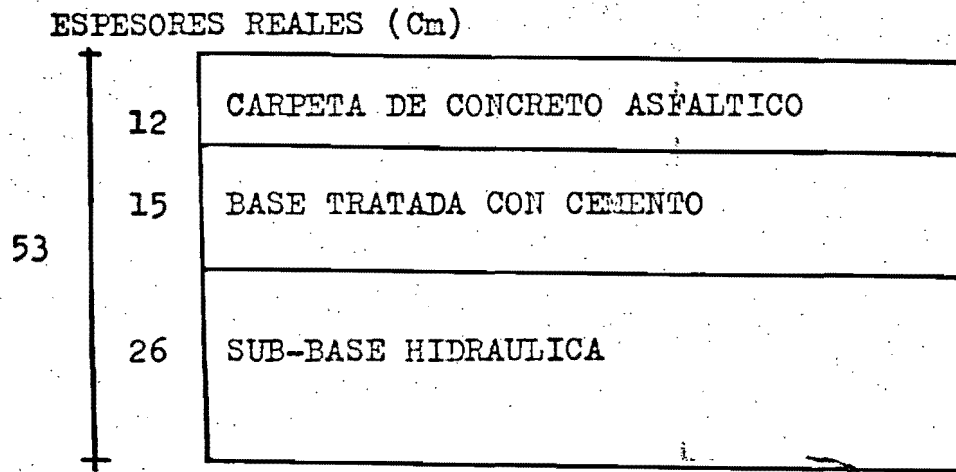 ESPESORES REALES (Cm)
12 CARPETA DE CONCRETO ASFALTICO
15 BASE TRATADA CON CEMENTO
53
26 SUB-BASE HIDRAULICA